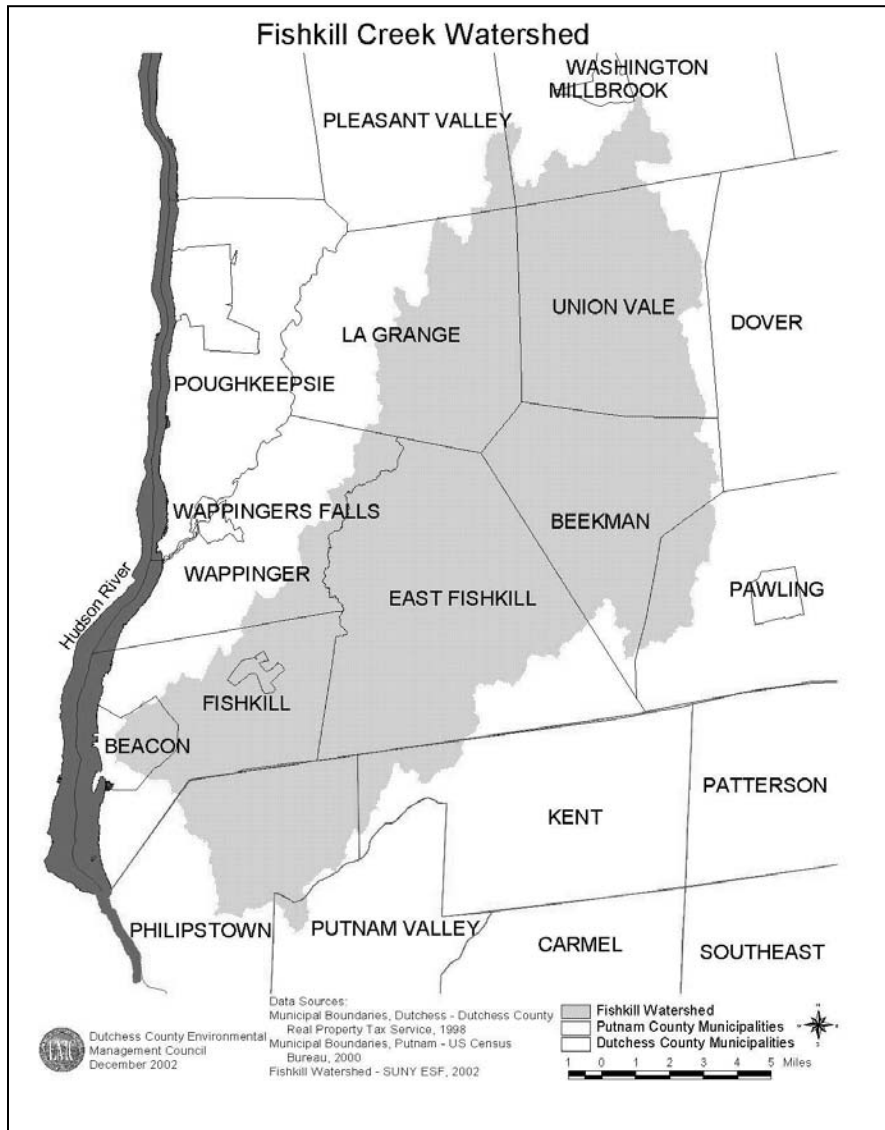 Fishkill Creek Watershed
WASHINGTON
MILLBROOK
PLEASANT VALLEY
UNION VALE
DOVER
LA GRANGE
POUGHKEEPSIE
WAPPINGERS FALLS
BEEKMAN
WAPPINGER
EAST FISHKILL
PAWLING
Hudson River
FISHKILL
BEACON
PATTERSON
KENT
PHILIPSTOWN
PUTNAM VALLEY
CARMEL
SOUTHEAST
Dutchess County Environmental
Management Council
December 2002
Data Sources:
Municipal Boundaries, Dutchess - Dutchess County
Real Property Tax Service, 1998
Municipal Boundaries, Putnam - US Census
Bureau, 2000
Fishkill Watershed - SUNY ESF, 2002
Fishkill Watershed
Putnam County Municipalities
Dutchess County Municipalities
1 0 1 2 3 4 5 Miles